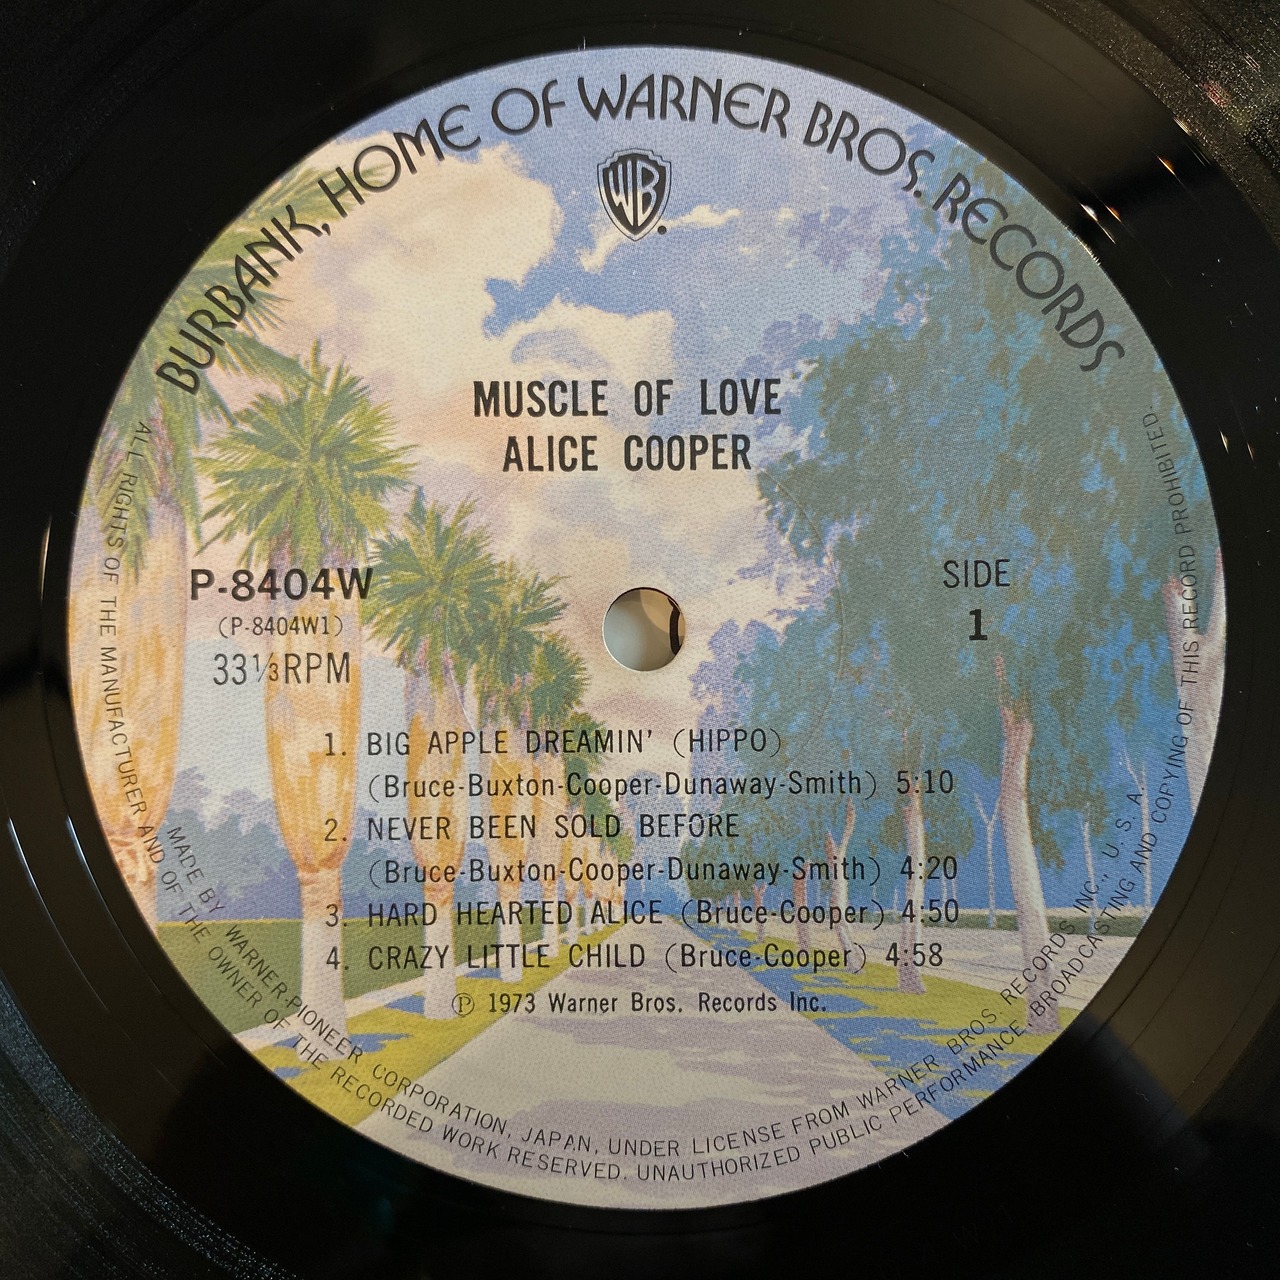 BURBANK, HOME OF WARNER BROS. RECORDS
WB
MUSCLE OF LOVE
ALICE COOPER
P-8404W
(P-8404W1)
33 1/3 RPM
SIDE
1
1. BIG APPLE DREAMIN' (HIPPO)
(Bruce-Buxton-Cooper-Dunaway-Smith) 5:10
2. NEVER BEEN SOLD BEFORE
(Bruce-Buxton-Cooper-Dunaway-Smith) 4:20
3. HARD HEARTED ALICE (Bruce-Cooper) 4:50
4. CRAZY LITTLE CHILD (Bruce-Cooper) 4:58
Ⓟ 1973 Warner Bros. Records Inc.
MADE BY WARNER-PIONEER CORPORATION, JAPAN, UNDER LICENSE FROM WARNER BROS. RECORDS INC., U. S. A.
ALL RIGHTS OF THE MANUFACTURER AND OF THE OWNER OF THE RECORDED WORK RESERVED. UNAUTHORIZED PUBLIC PERFORMANCE, BROADCASTING AND COPYING OF THIS RECORD PROHIBITED.